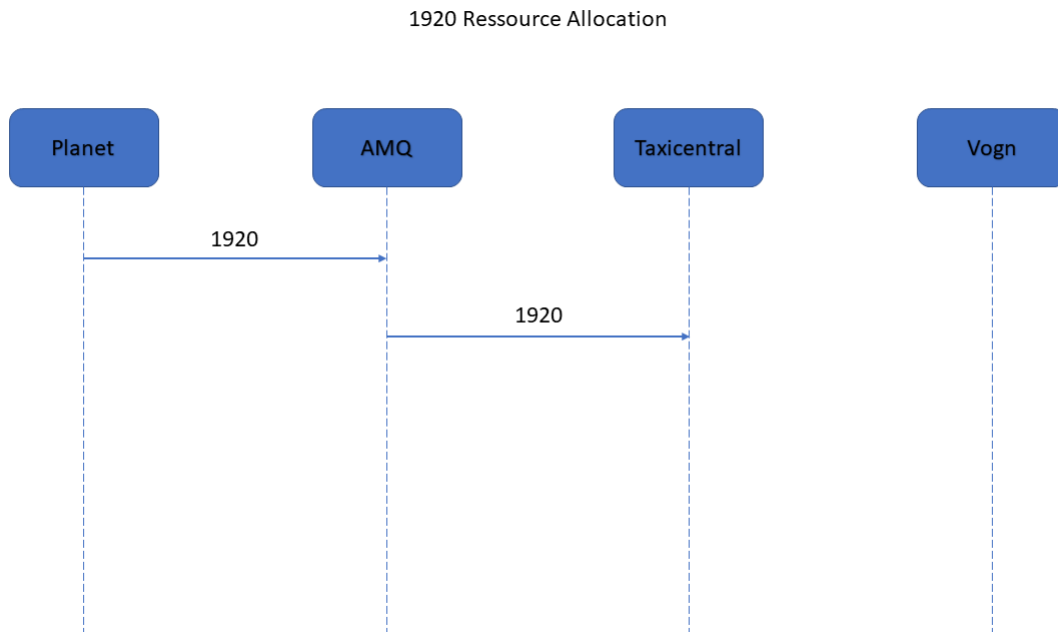 1920 Ressource Allocation
Planet
AMQ
Taxicentral
Vogn
1920
1920